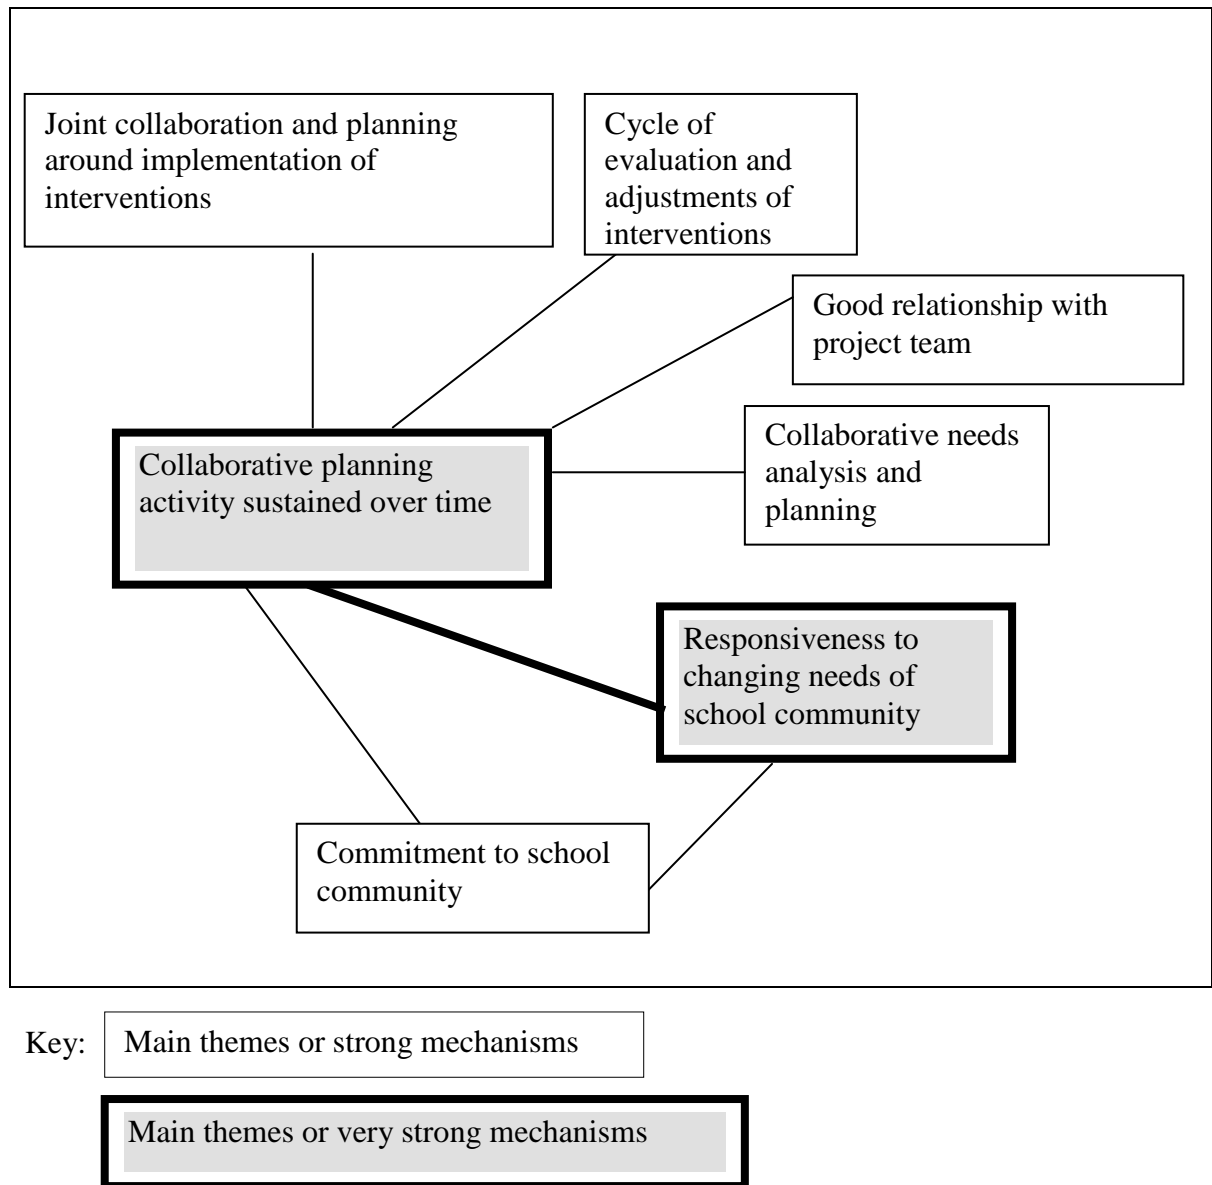 Joint collaboration and planning
around implementation of
interventions
Cycle of
evaluation and
adjustments of
interventions
Good relationship with
project team
Collaborative needs
analysis and
planning
Collaborative planning
activity sustained over time
Responsiveness to
changing needs of
school community
Commitment to school
community
Key:
Main themes or strong mechanisms
Main themes or very strong mechanisms